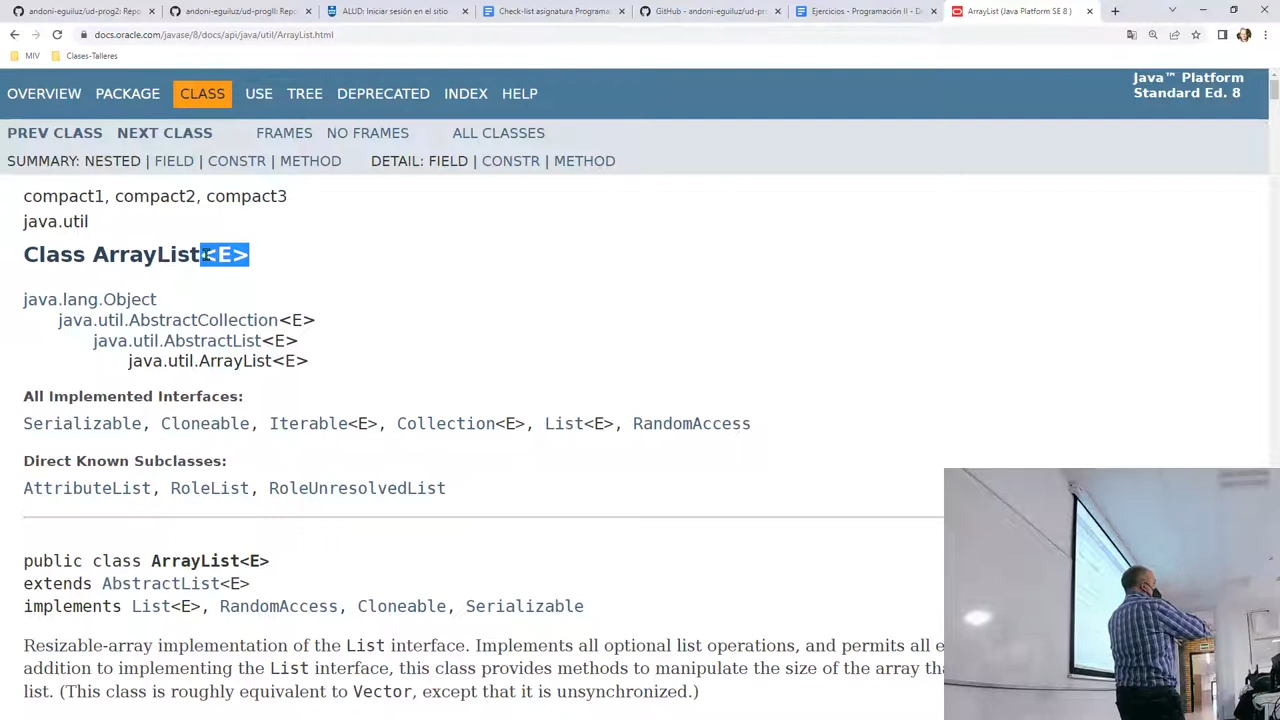 andoni-eguiluz/ud-prog2: Repo
andoni-eguiluz/ud-progII: Repo
ALUD: Iniciar sesión en el sitio
Check-list asignatura Programa
GitHub - andoni-eguiluz/ud-pr
Ejercicios - Programación II - D
ArrayList (Java Platform SE 8 )
docs.oracle.com/javase/8/docs/api/java/util/ArrayList.html
MIV
Clases-Talleres
OVERVIEW PACKAGE CLASS USE TREE DEPRECATED INDEX HELP
Java™ Platform
Standard Ed. 8
PREV CLASS NEXT CLASS FRAMES NO FRAMES ALL CLASSES
SUMMARY: NESTED | FIELD | CONSTR | METHOD DETAIL: FIELD | CONSTR | METHOD
compact1, compact2, compact3
java.util
Class ArrayList<E>
java.lang.Object
java.util.AbstractCollection<E>
java.util.AbstractList<E>
java.util.ArrayList<E>
All Implemented Interfaces:
Serializable, Cloneable, Iterable<E>, Collection<E>, List<E>, RandomAccess
Direct Known Subclasses:
AttributeList, RoleList, RoleUnresolvedList
public class ArrayList<E>
extends AbstractList<E>
implements List<E>, RandomAccess, Cloneable, Serializable
Resizable-array implementation of the List interface. Implements all optional list operations, and permits all e
addition to implementing the List interface, this class provides methods to manipulate the size of the array tha
list. (This class is roughly equivalent to Vector, except that it is unsynchronized.)